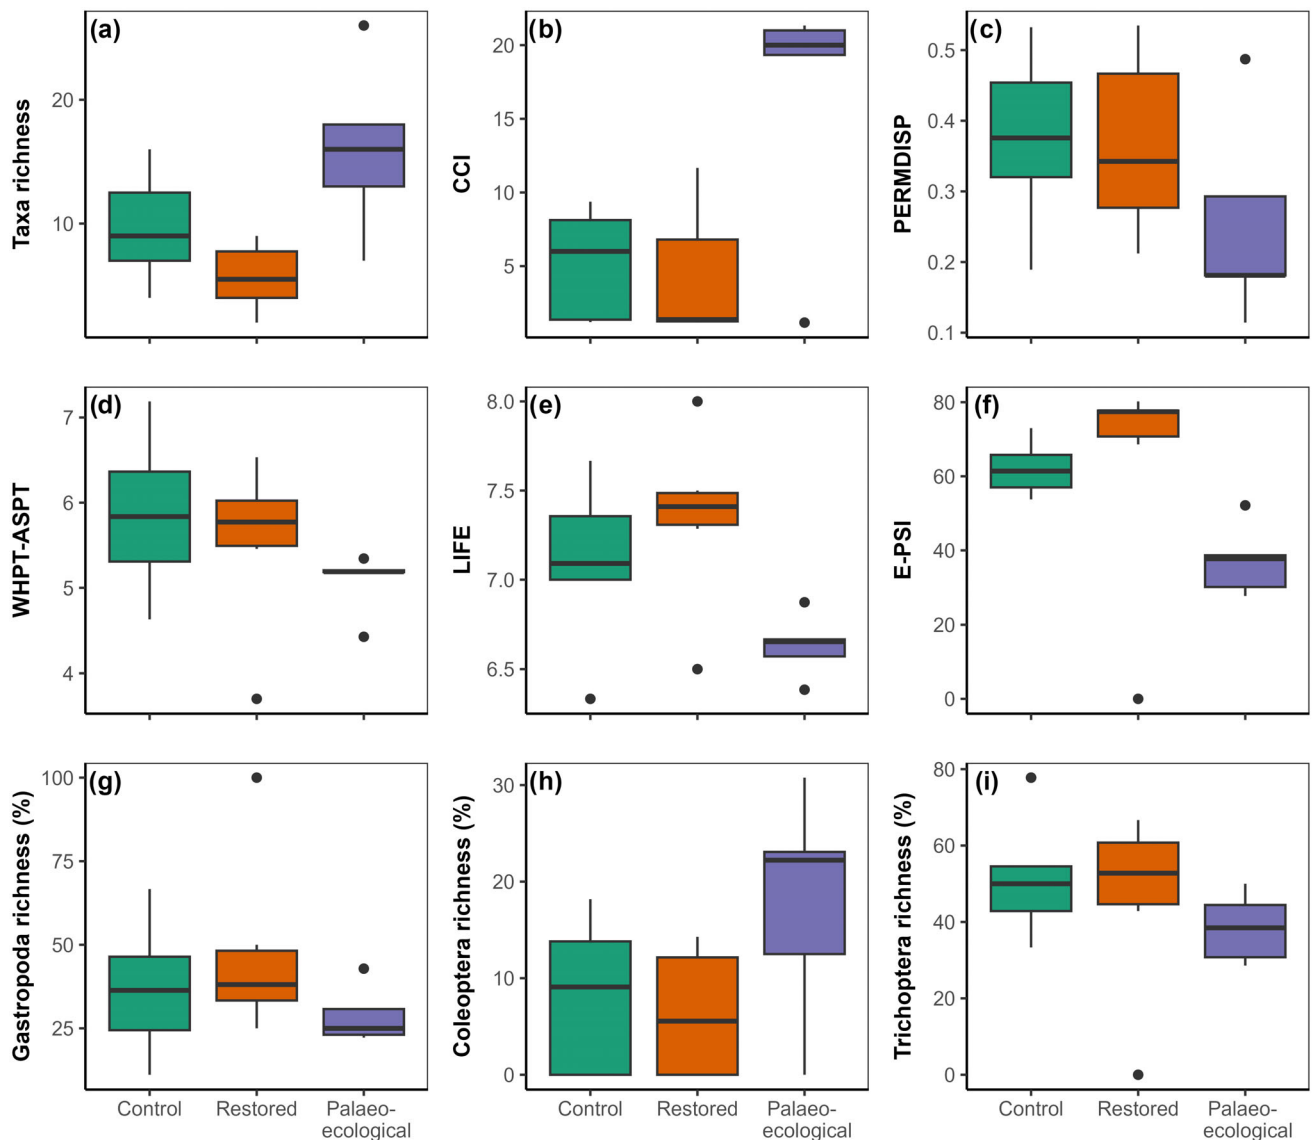 (a)
Taxa richness
20
10
(b)
CCI
20
15
10
5
(c)
PERMDISP
0.5
0.4
0.3
0.2
0.1
(d)
WHPT-ASPT
7
6
5
4
(e)
LIFE
8.0
7.5
7.0
6.5
(f)
E-PSI
80
60
40
20
0
(g)
Gastropoda richness (%)
100
75
50
25
Control
Restored
Palaeo-
ecological
(h)
Coleoptera richness (%)
30
20
10
0
Control
Restored
Palaeo-
ecological
(i)
Trichoptera richness (%)
80
60
40
20
0
Control
Restored
Palaeo-
ecological